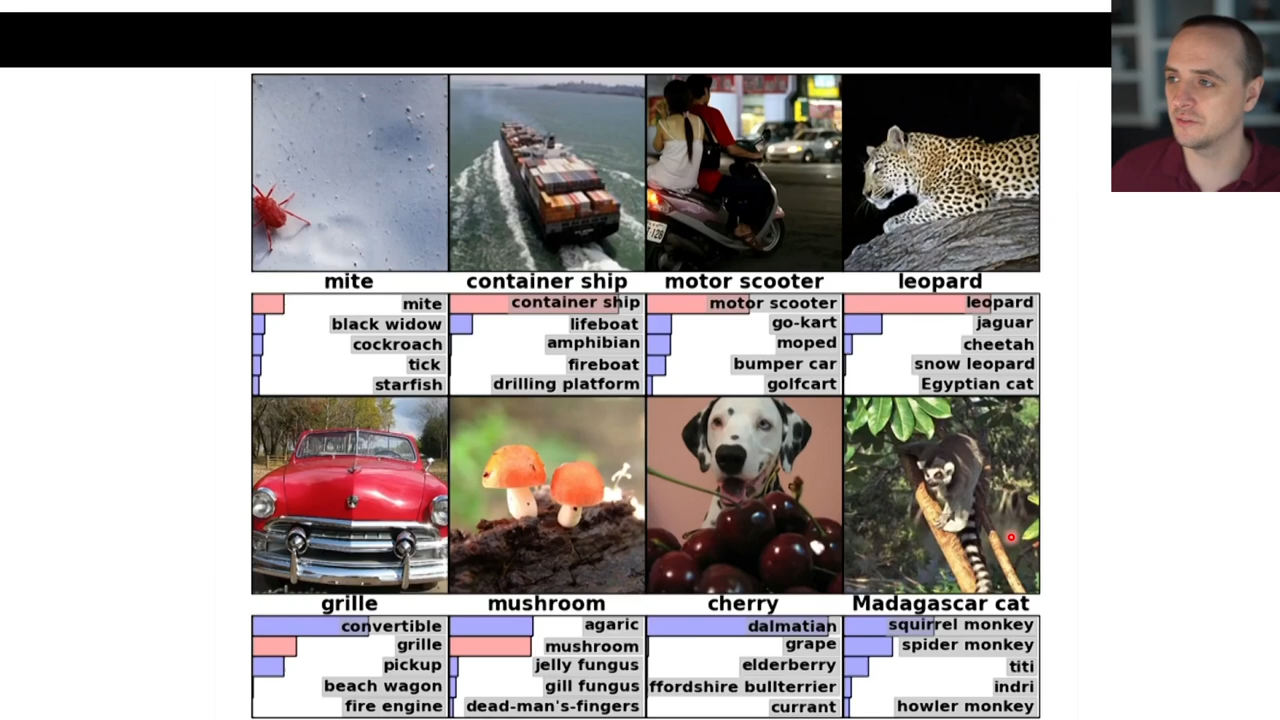 mite
container ship
motor scooter
leopard
mite
black widow
cockroach
tick
starfish
container ship
lifeboat
amphibian
fireboat
drilling platform
motor scooter
go-kart
moped
bumper car
golfcart
leopard
jaguar
cheetah
snow leopard
Egyptian cat
grille
mushroom
cherry
Madagascar cat
convertible
grille
pickup
beach wagon
fire engine
agaric
mushroom
jelly fungus
gill fungus
dead-man's-fingers
dalmatian
grape
elderberry
ffordshire bullterrier
currant
squirrel monkey
spider monkey
titi
indri
howler monkey